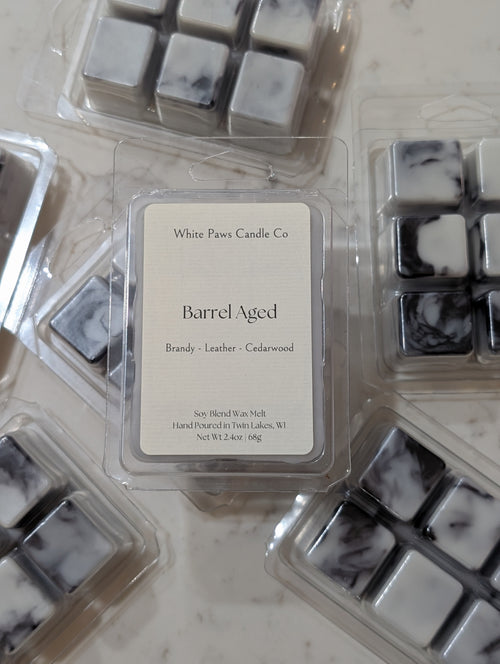 White Paws Candle Co
Barrel Aged
Brandy - Leather - Cedarwood
Soy Blend Wax Melt
Hand Poured in Twin Lakes, WI
Net Wt 2.4oz | 68g